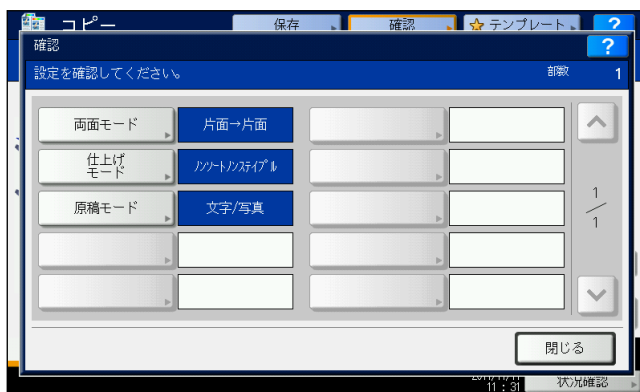 コピー
保存
確認
テンプレート
?
確認
?
設定を確認してください。
部数
1
両面モード
片面→片面
仕上げ
モード
ﾉﾝｿｰﾄﾉﾝｽﾃｲﾌﾟﾙ
原稿モード
文字/写真
1
1
閉じる
2011/11/11
11:31
状況確認